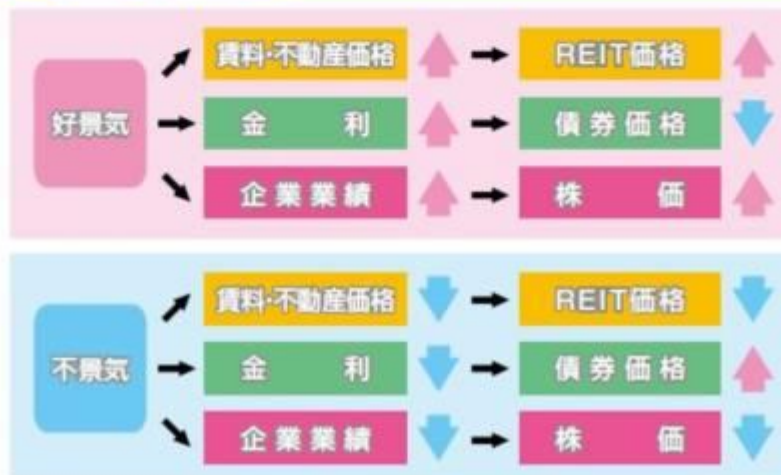 賃料・不動産価格 REIT価格
好景気 金利 債券価格
企業業績 株価
賃料・不動産価格 REIT価格
不景気 金利 債券価格
企業業績 株価